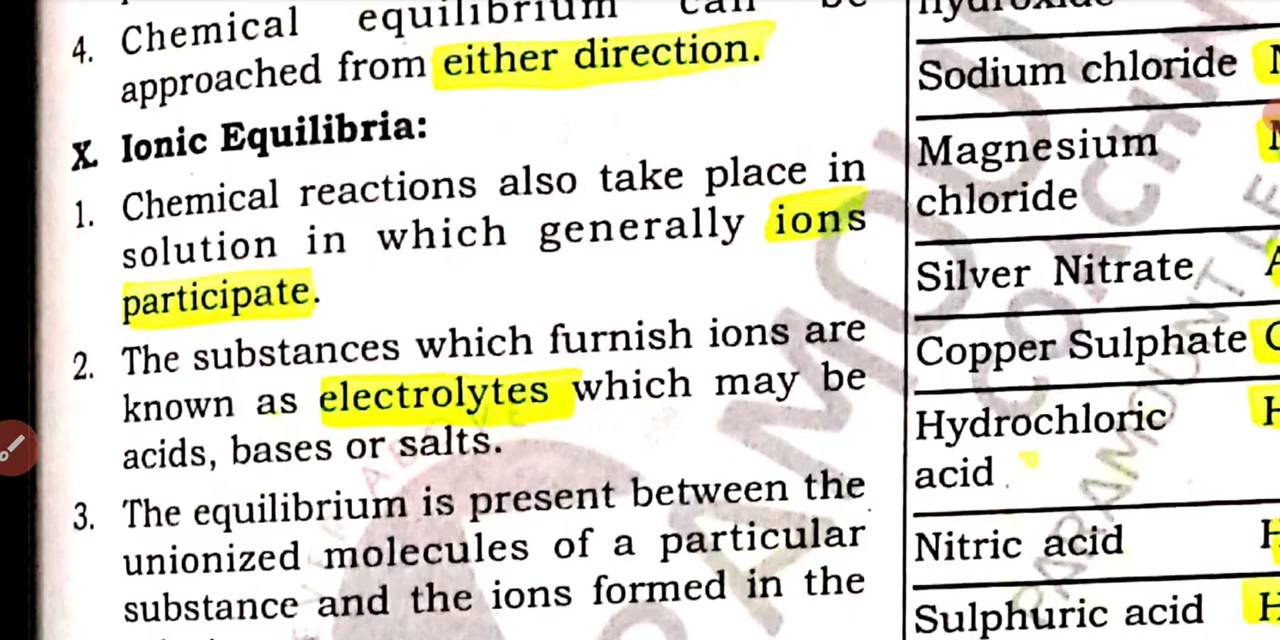 4. Chemical equilibrium can be
approached from either direction.
X. Ionic Equilibria:
1. Chemical reactions also take place in
solution in which generally ions
participate.
2. The substances which furnish ions are
known as electrolytes which may be
acids, bases or salts.
3. The equilibrium is present between the
unionized molecules of a particular
substance and the ions formed in the
hydroxide
Sodium chloride
Magnesium
chloride
Silver Nitrate
Copper Sulphate
Hydrochloric
acid
Nitric acid
Sulphuric acid
PARAMOUNT
COACHIN